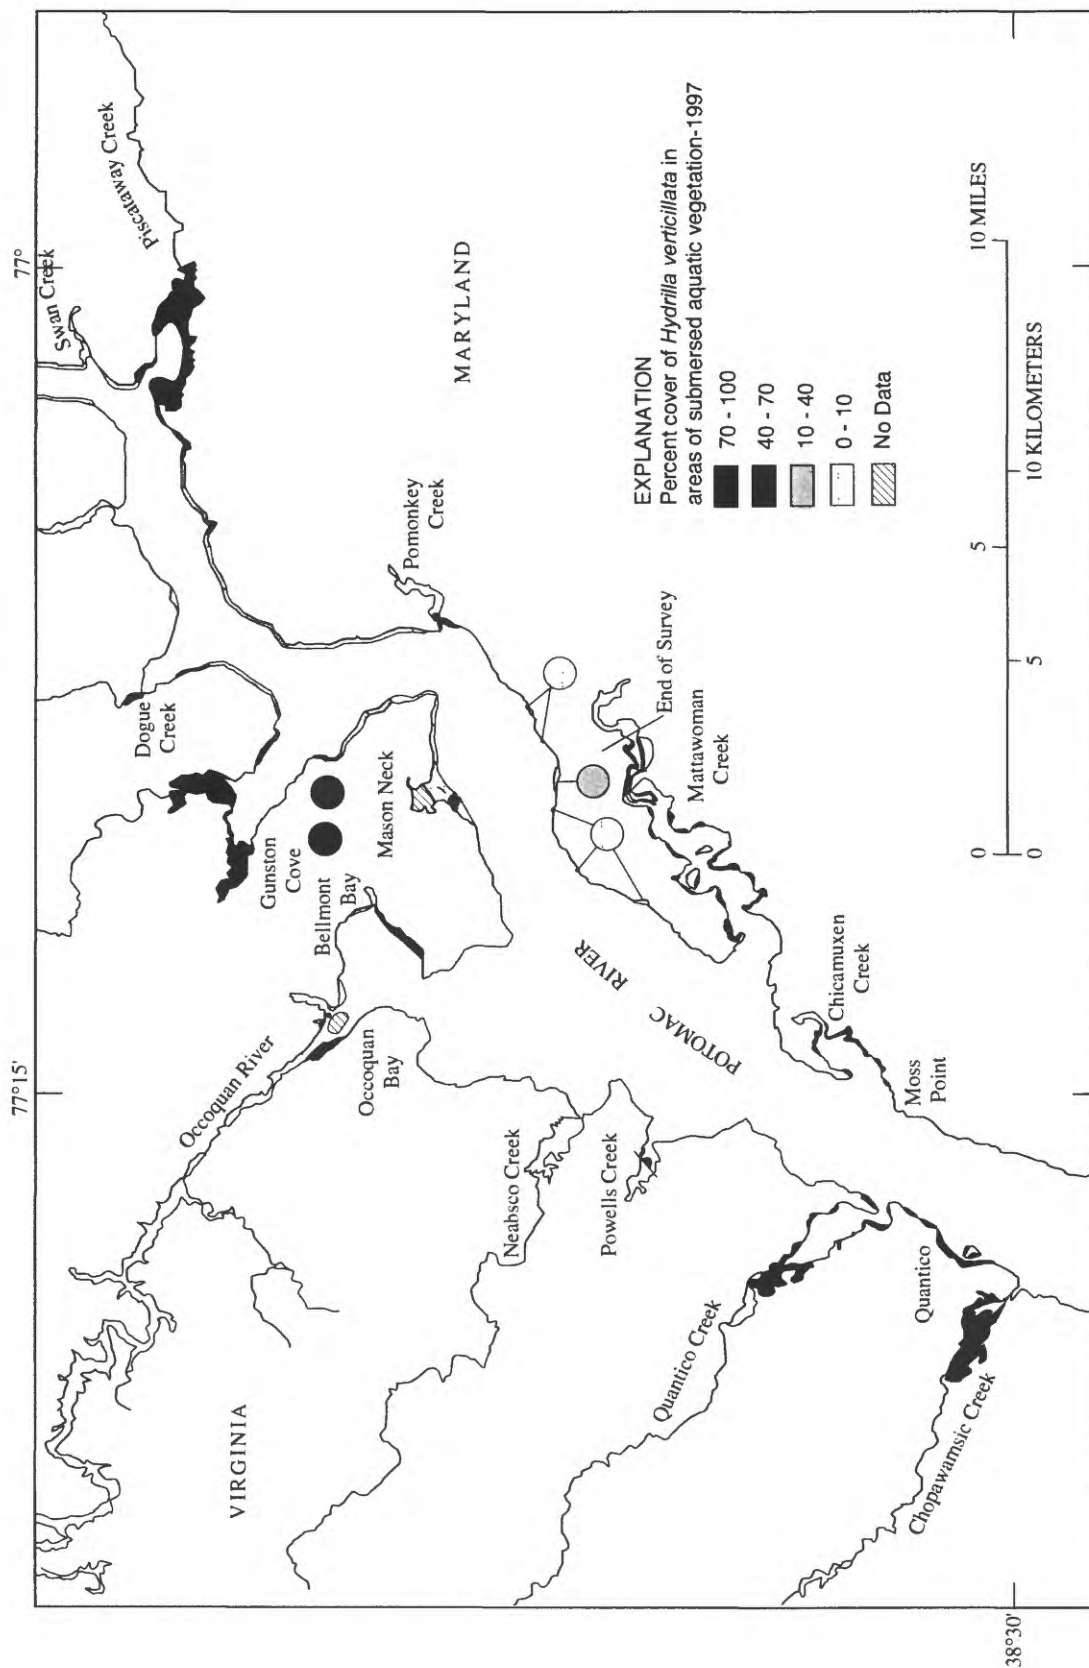 77°15'
77°
38°30'
Swan Creek
Piscataway Creek
Dogue
Creek
Gunston
Cove
Bellmont
Bay
Mason Neck
Pomonkey
Creek
MARYLAND
Occoquan River
Occoquan
Bay
VIRGINIA
Neabsco Creek
Powells Creek
POTOMAC
RIVER
End of Survey
Mattawoman
Creek
Chicamuxen
Creek
Moss
Point
Quantico Creek
Quantico
Chopawamsic Creek
EXPLANATION
Percent cover of Hydrilla verticillata in
areas of submersed aquatic vegetation-1997
70 - 100
40 - 70
10 - 40
0 - 10
No Data
0 5 10 MILES
0 5 10 KILOMETERS